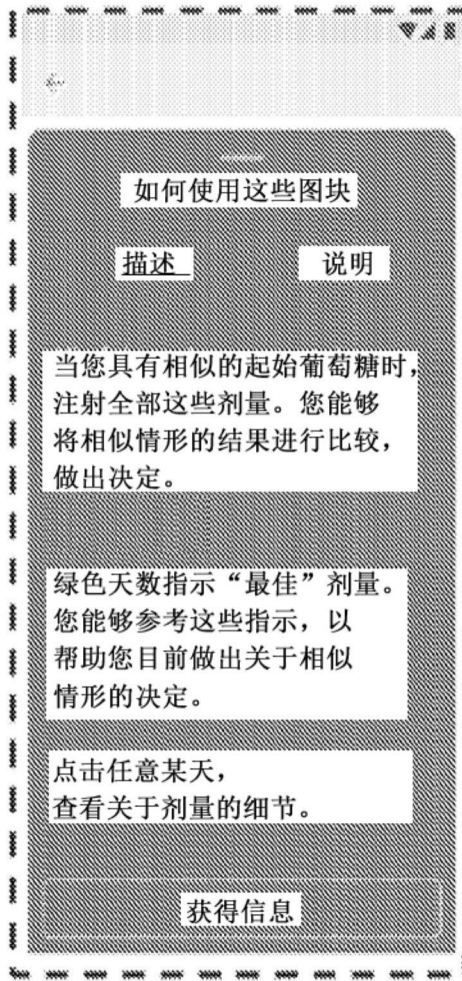 如何使用这些图块
描述 说明
当您具有相似的起始葡萄糖时，
注射全部这些剂量。您能够
将相似情形的结果进行比较，
做出决定。
绿色天数指示“最佳”剂量。
您能够参考这些指示，以
帮助您目前做出关于相似
情形的决定。
点击任意某天，
查看关于剂量的细节。
获得信息